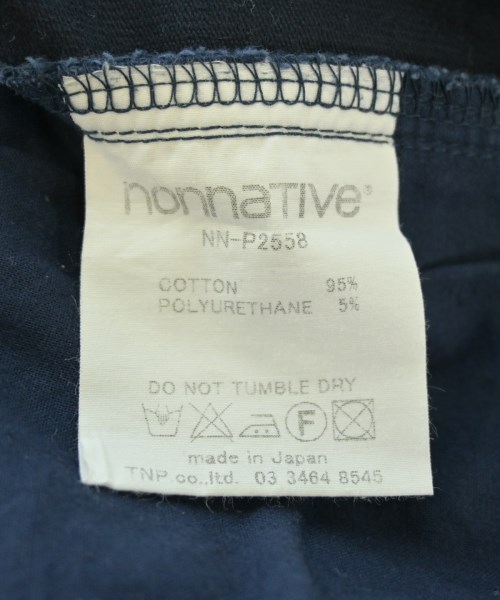 nonnaTIVe®
NN-P2558
COTTON 95%
POLYURETHANE 5%
DO NOT TUMBLE DRY
F
made in Japan
TNP.co.,ltd. 03 3464 8545